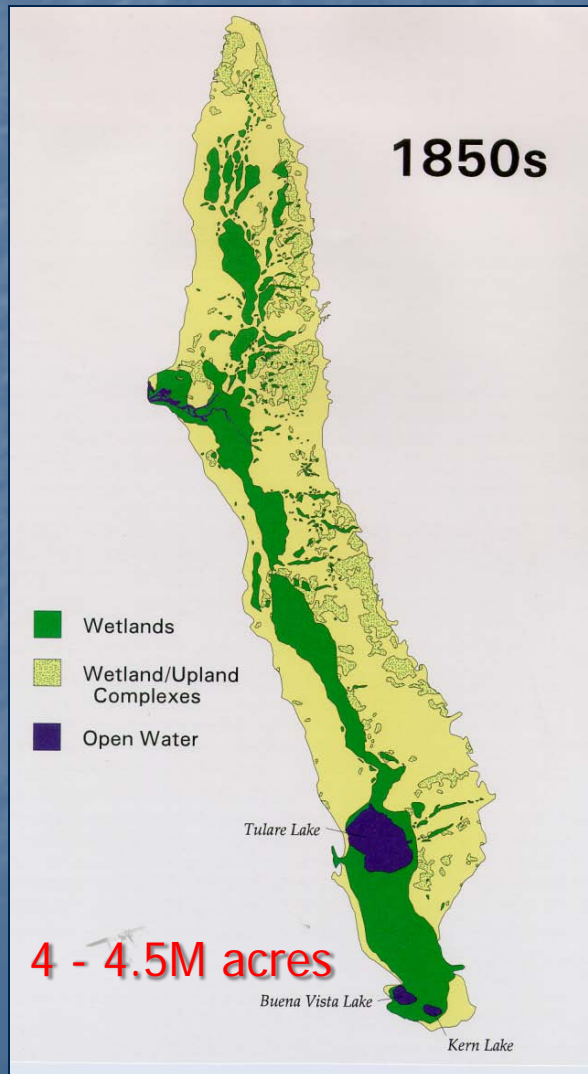 1850s
Wetlands
Wetland/Upland
Complexes
Open Water
Tulare Lake
4 - 4.5M acres
Buena Vista Lake
Kern Lake